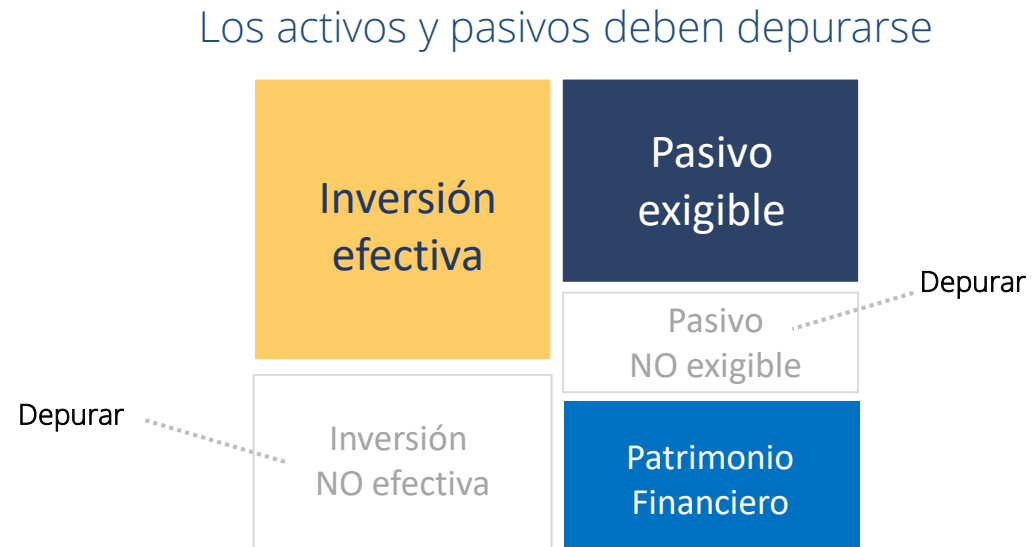 Los activos y pasivos deben depurarse
Inversión
efectiva
Pasivo
exigible
Depurar
Pasivo
NO exigible
Depurar
Inversión
NO efectiva
Patrimonio
Financiero